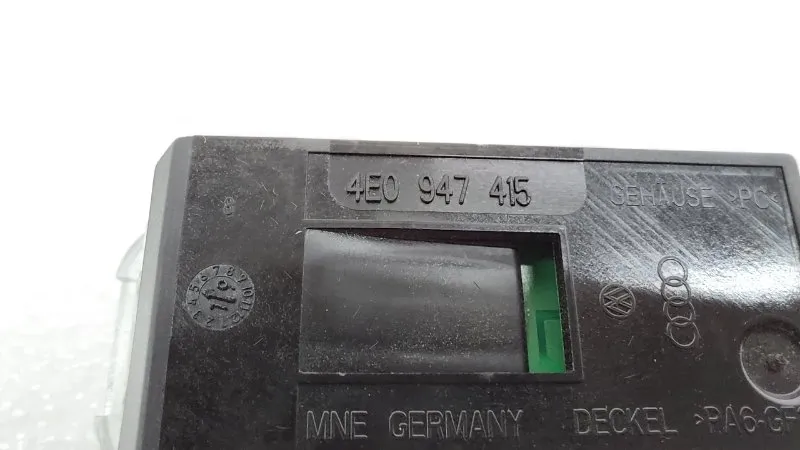 4E0 947 415
GEHÄUSE >PC<
MNE GERMANY DECKEL >PA6-GF